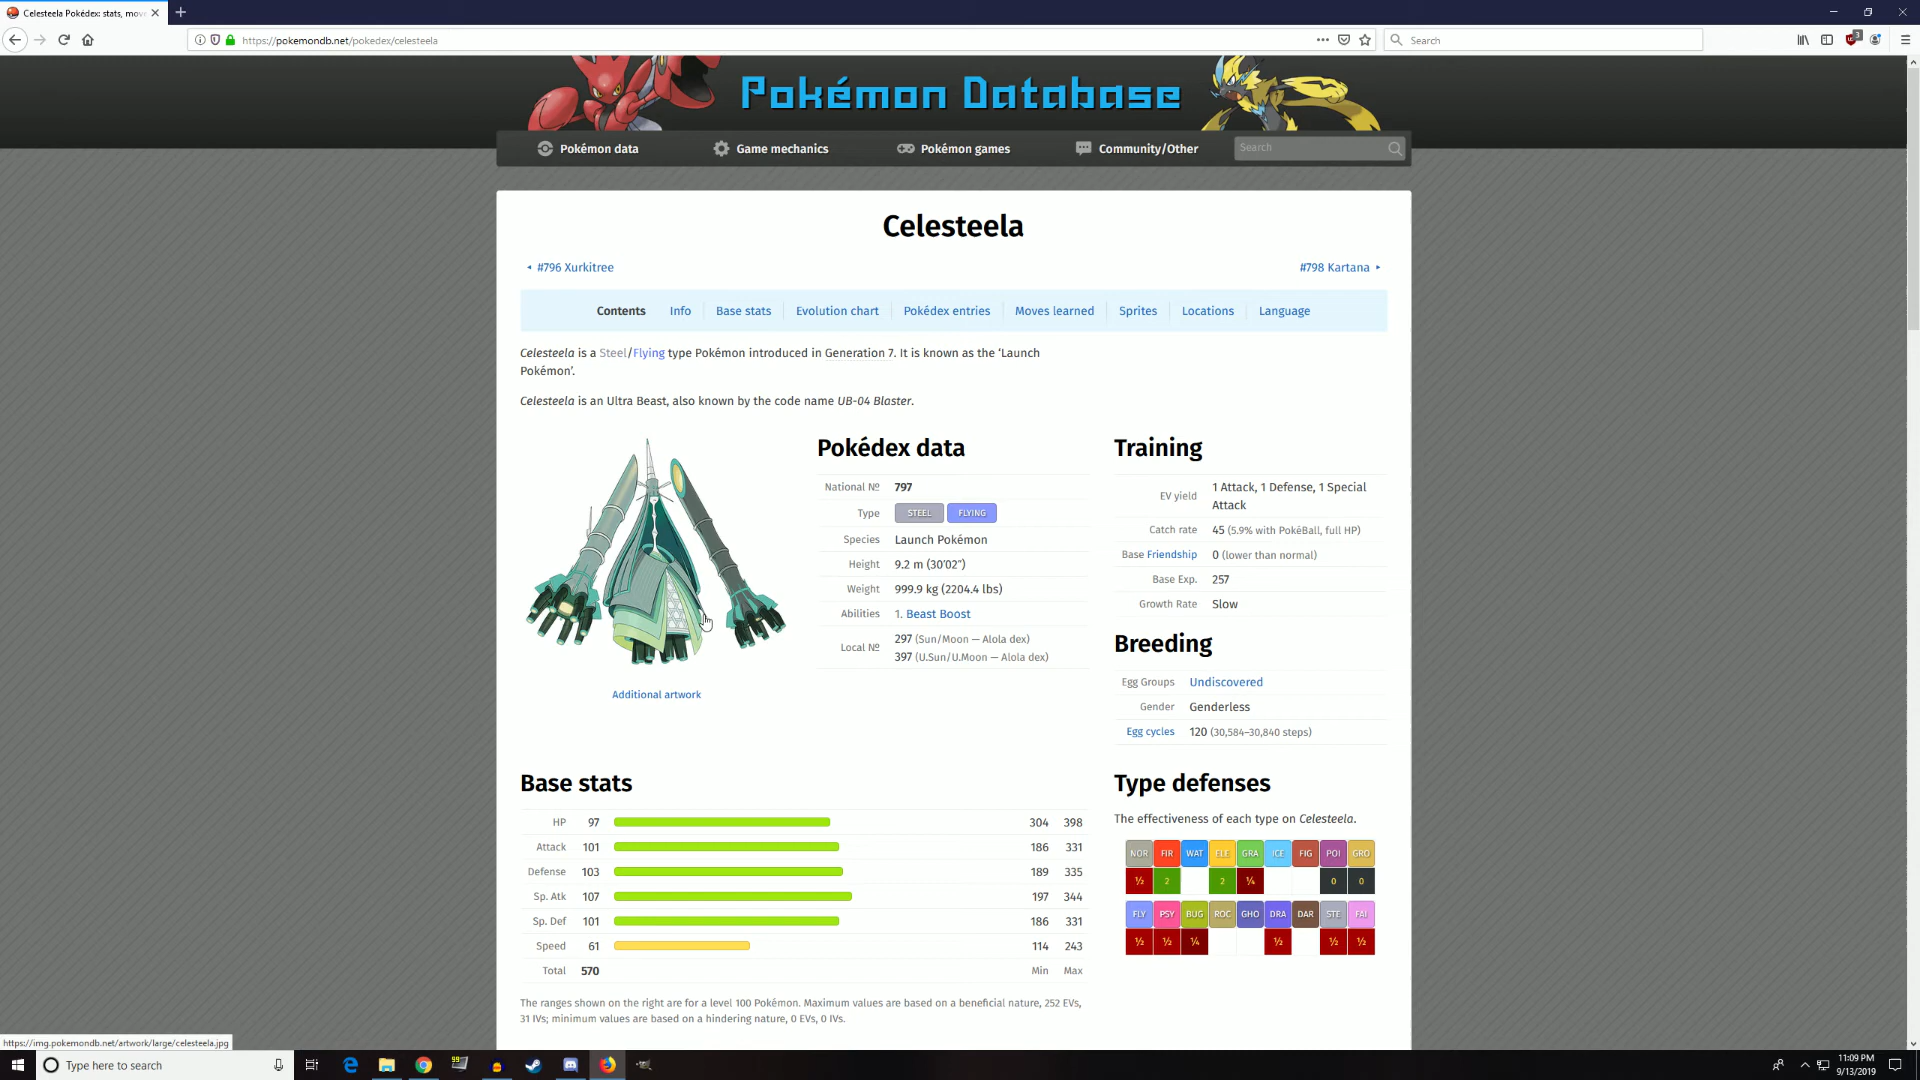 Celesteela Pokédex: stats, mov
https://pokemondb.net/pokedex/celesteela
Search
3
Pokémon Database
Pokémon data
Game mechanics
Pokémon games
Community/Other
Search
Celesteela
#796 Xurkitree
#798 Kartana
Contents
Info
Base stats
Evolution chart
Pokédex entries
Moves learned
Sprites
Locations
Language
Celesteela is a Steel/Flying type Pokémon introduced in Generation 7. It is known as the ‘Launch
Pokémon’.
Celesteela is an Ultra Beast, also known by the code name UB-04 Blaster.
Additional artwork
Pokédex data
National № 797
Type STEEL FLYING
Species Launch Pokémon
Height 9.2 m (30′02″)
Weight 999.9 kg (2204.4 lbs)
Abilities 1. Beast Boost
Local № 297 (Sun/Moon — Alola dex)
397 (U.Sun/U.Moon — Alola dex)
Training
EV yield 1 Attack, 1 Defense, 1 Special
Attack
Catch rate 45 (5.9% with PokéBall, full HP)
Base Friendship 0 (lower than normal)
Base Exp. 257
Growth Rate Slow
Breeding
Egg Groups Undiscovered
Gender Genderless
Egg cycles 120 (30,584–30,840 steps)
Base stats
HP 97 304 398
Attack 101 186 331
Defense 103 189 335
Sp. Atk 107 197 344
Sp. Def 101 186 331
Speed 61 114 243
Total 570 Min Max
The ranges shown on the right are for a level 100 Pokémon. Maximum values are based on a beneficial nature, 252 EVs,
31 IVs; minimum values are based on a hindering nature, 0 EVs, 0 IVs.
Type defenses
The effectiveness of each type on Celesteela.
NOR FIR WAT ELE GRA ICE FIG POI GRO
½ 2 2 ¼ 0 0
FLY PSY BUG ROC GHO DRA DAR STE FAI
½ ½ ¼ ½ ½ ½
https://img.pokemondb.net/artwork/large/celesteela.jpg
Type here to search
99
11:09 PM
9/13/2019